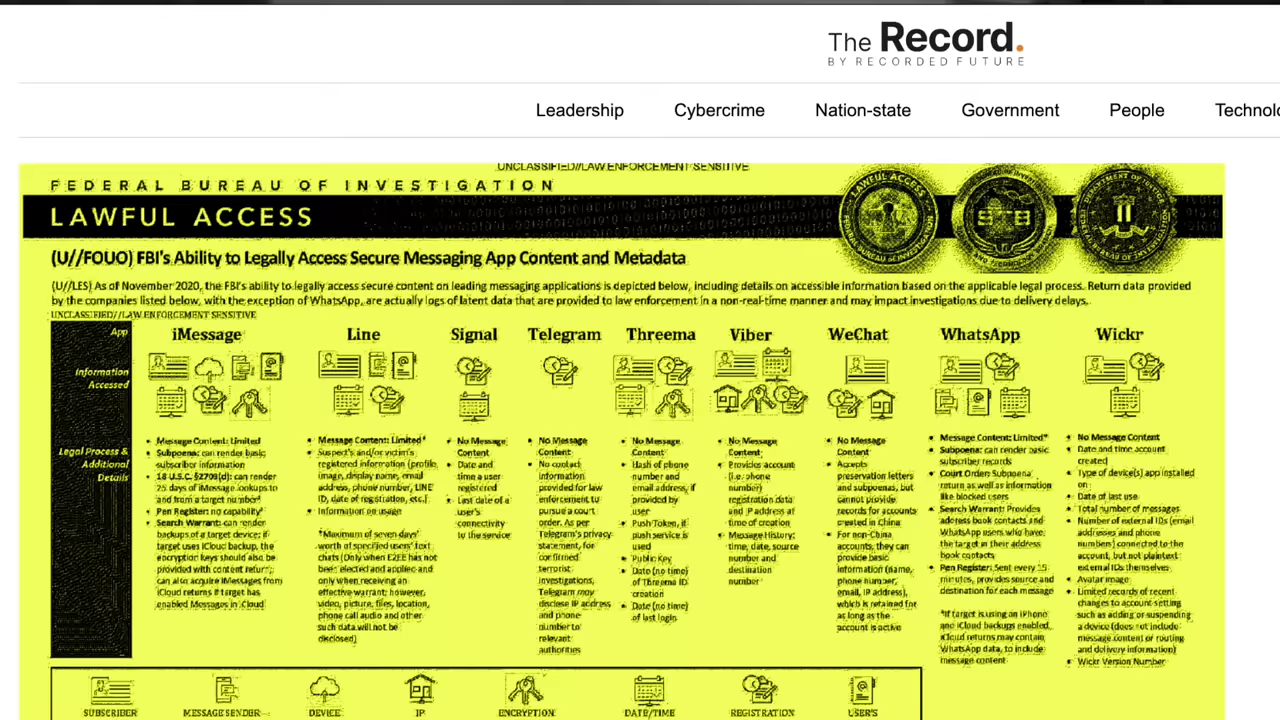 The Record.
BY RECORDED FUTURE
Leadership Cybercrime Nation-state Government People Technolo
UNCLASSIFIED//LAW ENFORCEMENT SENSITIVE
FEDERAL BUREAU OF INVESTIGATION
LAWFUL ACCESS
(U//FOUO) FBI's Ability to Legally Access Secure Messaging App Content and Metadata
(U//LES) As of November 2020, the FBI's ability to legally access secure content on leading messaging applications is depicted below, including details on accessible information based on the applicable legal process. Return data provided
by the companies listed below, with the exception of WhatsApp, are actually logs of latent data that are provided to law enforcement in a non-real-time manner and may impact investigations due to delivery delays.
UNCLASSIFIED//LAW ENFORCEMENT SENSITIVE
App
Information
Accessed
Legal Process &
Additional
Details
iMessage
• Message Content: Limited
• Subpoena: can render basic
subscriber information
• 18 U.S.C. §2703(d): can render
25 days of iMessage lookups to
and from a target number
• Pen Register: no capability
• Search Warrant: can render
backups of a target device; if
target uses iCloud backup, the
encryption keys should also be
provided with content return;
can also acquire iMessages from
iCloud returns if target has
enabled Messages in iCloud
Line
• Message Content: Limited*
• Suspect's and/or victim's
registered information (profile
image, display name, email
address, phone number, LINE
ID, date of registration, etc.)
• Information on usage
*Maximum of seven days'
worth of specified users' text
chats (Only when E2EE has not
been elected and applied and
only when receiving an
effective warrant; however,
video, picture, files, location,
phone call audio and other
such data will not be
disclosed)
Signal
• No Message
Content
• Date and
time a user
registered
• Last date of a
user's
connectivity
to the service
Telegram
• No Message
Content
• No contact
information
provided for law
enforcement to
pursue a court
order. As per
Telegram's privacy
statement, for
confirmed
terrorist
investigations,
Telegram may
disclose IP address
and phone
number to
relevant
authorities
Threema
• No Message
Content
• Hash of phone
number and
email address, if
provided by
user
• Push Token, if
push service is
used
• Public Key
• Date (no time)
of Threema ID
creation
• Date (no time)
of last login
Viber
• No Message
Content
• Provides account
(i.e. phone
number)
registration data
and IP address at
time of creation
• Message History:
time, date, source
number and
destination
number
WeChat
• No Message
Content
• Accepts
preservation letters
and subpoenas, but
cannot provide
records for accounts
created in China
• For non-China
accounts, they can
provide basic
information (name,
phone number,
email, IP address),
which is retained for
as long as the
account is active
WhatsApp
• Message Content: Limited*
• Subpoena: can render basic
subscriber records
• Court Order: Subpoena
return as well as information
like blocked users
• Search Warrant: Provides
address book contacts and
WhatsApp users who have
the target in their address
book contacts
• Pen Register: Sent every 15
minutes, provides source and
destination for each message
*If target is using an iPhone
and iCloud backups enabled,
iCloud returns may contain
WhatsApp data, to include
message content
Wickr
• No Message Content
• Date and time account
created
• Type of device(s) app installed
on
• Date of last use
• Total number of messages
• Number of external IDs (email
addresses and phone
numbers) connected to the
account, but not plaintext
external IDs themselves
• Avatar image
• Limited records of recent
changes to account setting
such as adding or suspending
a device (does not include
message content or routing
and delivery information)
• Wickr Version Number
SUBSCRIBER MESSAGE SENDER- DEVICE IP ENCRYPTION DATE/TIME REGISTRATION USER'S